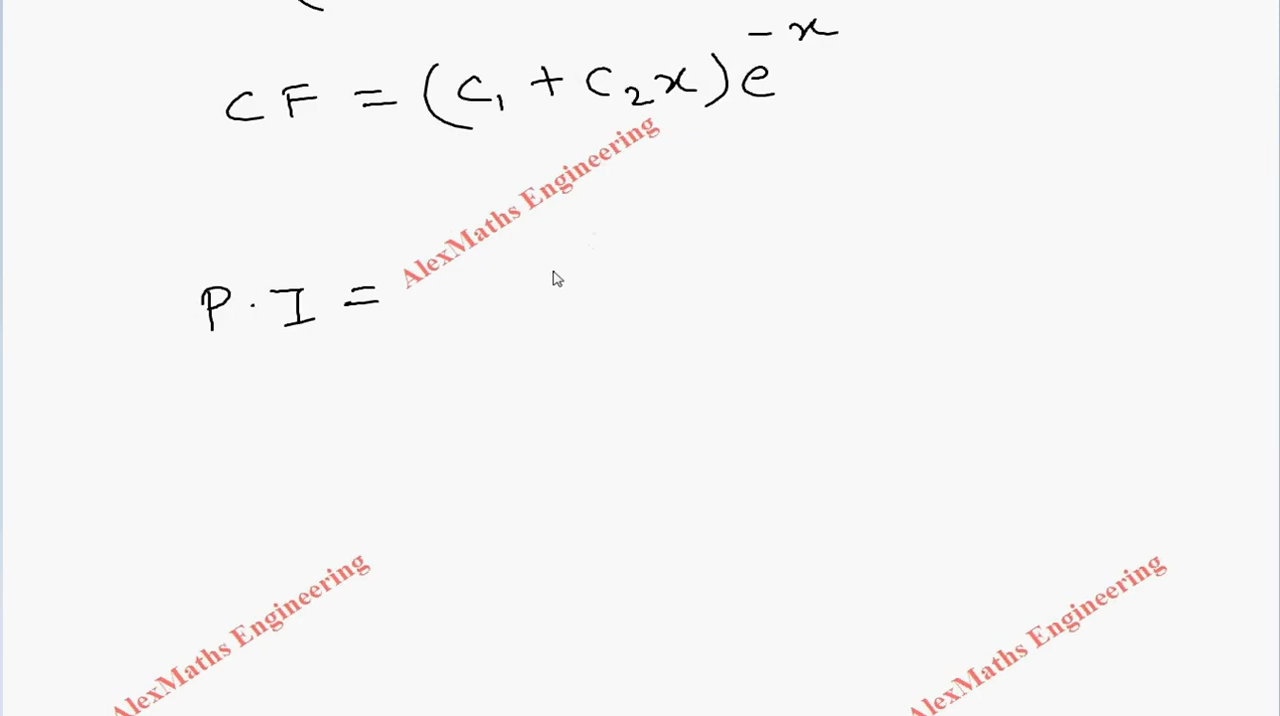 CF = (C₁ + C₂x)e⁻ˣ
AlexMaths Engineering
P.I =
AlexMaths Engineering
AlexMaths Engineering